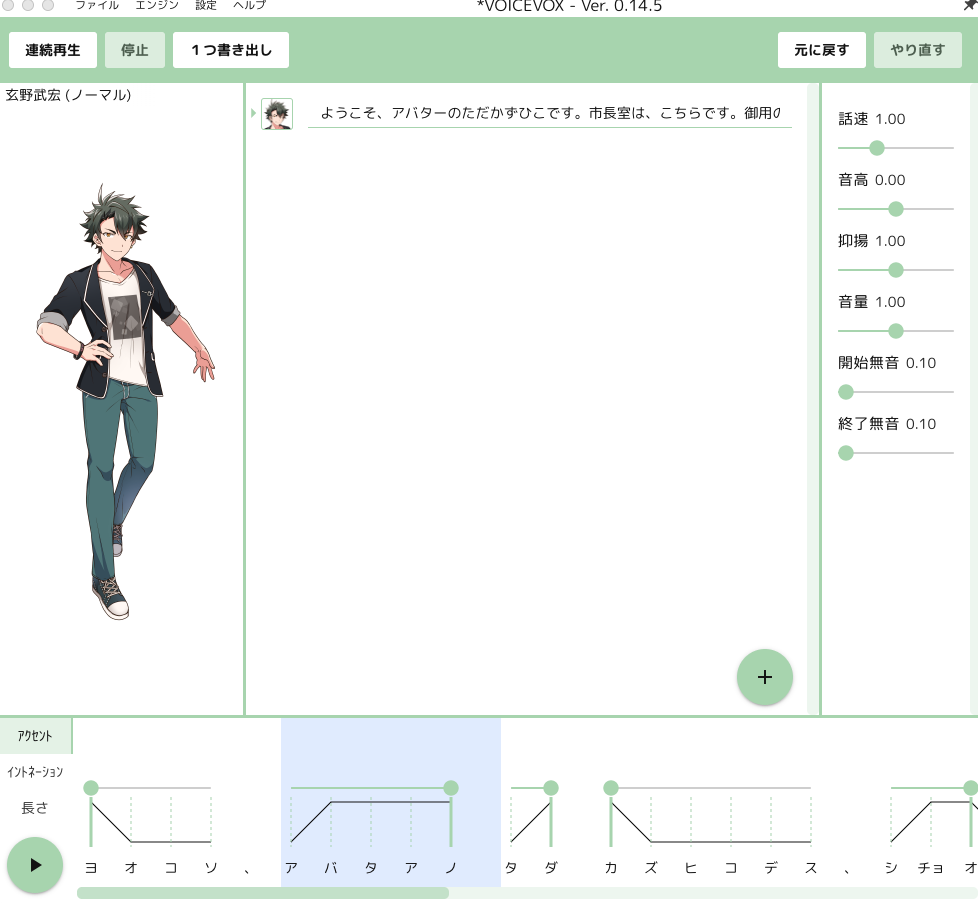 ファイル エンジン 設定 ヘルプ *VOICEVOX - Ver. 0.14.5
連続再生 停止 1つ書き出し 元に戻す やり直す
玄野武宏 (ノーマル)
ようこそ、アバターのただかずひこです。市長室は、こちらです。御用の
話速 1.00
音高 0.00
抑揚 1.00
音量 1.00
開始無音 0.10
終了無音 0.10
アクセント
イントネーション
長さ
ヨ オ コ ソ 、 ア バ タ ア ノ タ ダ カ ズ ヒ コ デ ス 、 シ チョ オ